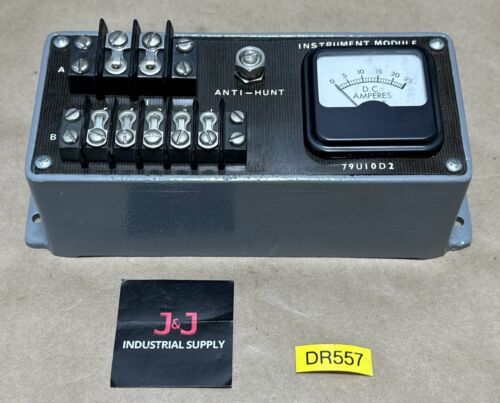 INSTRUMENT MODULE
A
ANTI-HUNT
0 5 10 15 20 25
D.C.
AMPERES
B
79U10D2
J&J
INDUSTRIAL SUPPLY
DR557